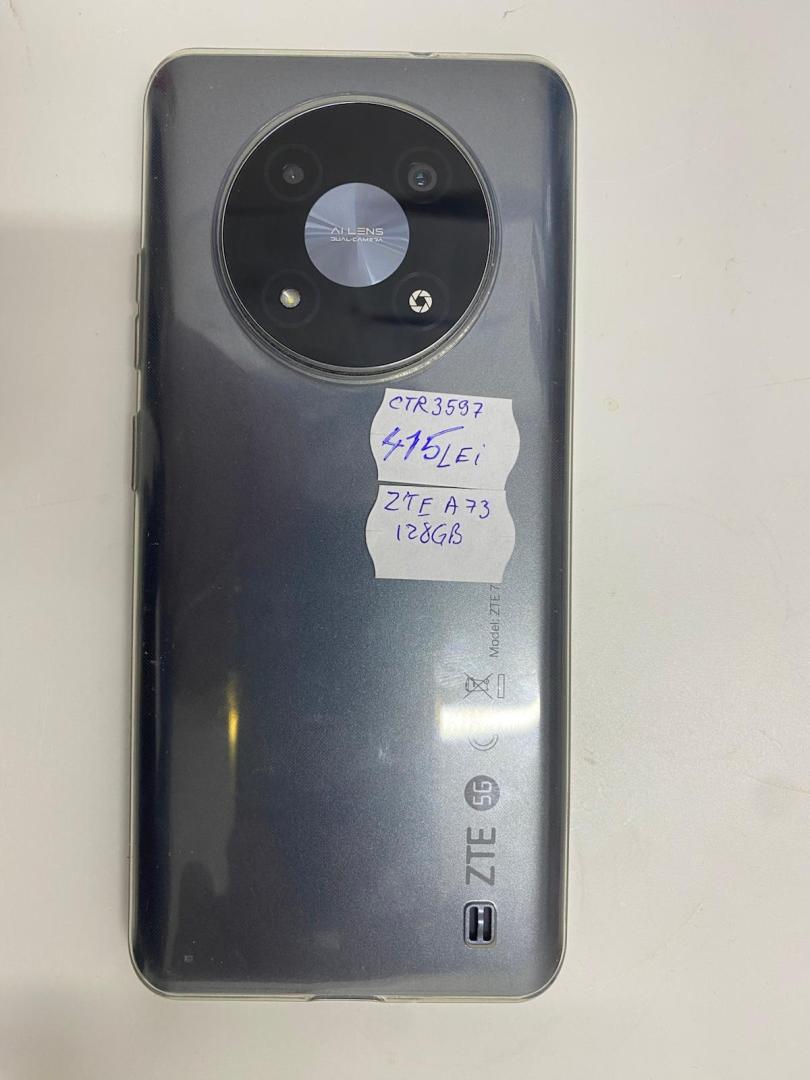 AI LENS
DUAL-CAMERA
CTR3597
415LEi
ZTE A73
128GB
Model: ZTE 7
ZTE 5G